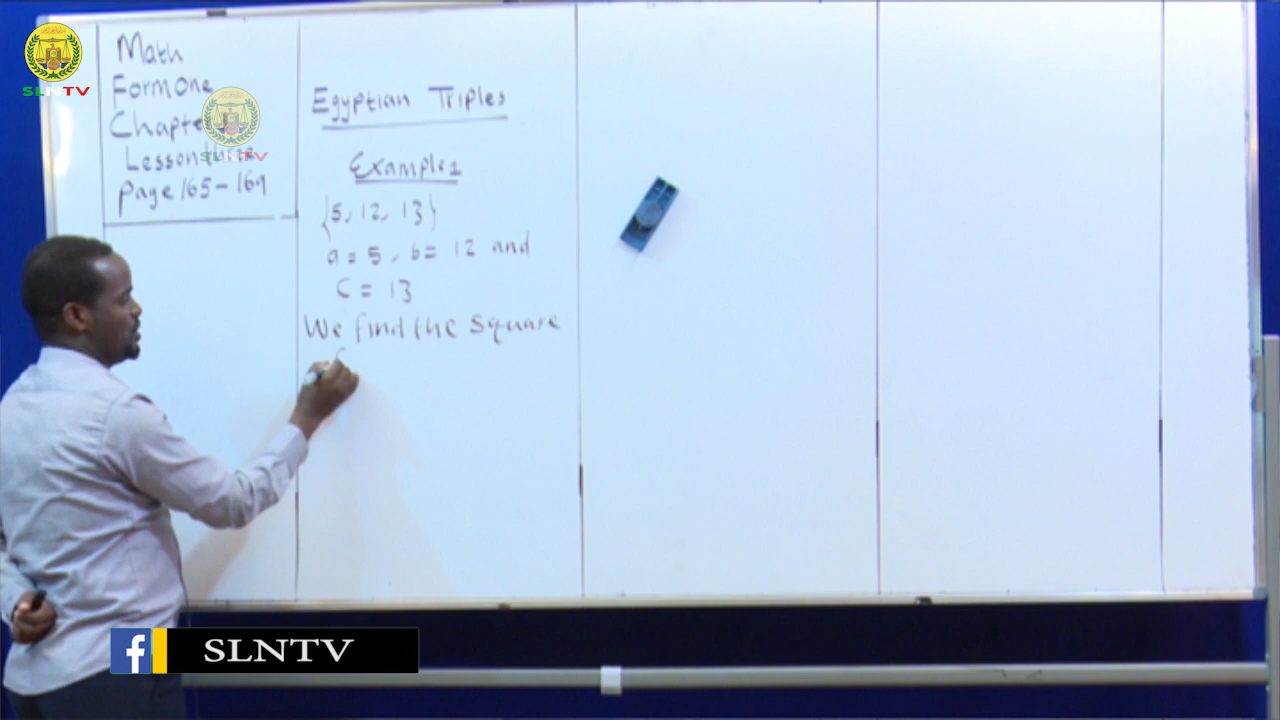 SLNTV
Math
Form One
Lesson
page 165-169
SLNTV
Egyptian Triples
Example 1
{5, 12, 13}
a = 5, b = 12 and
c = 13
We find the square
SLNTV